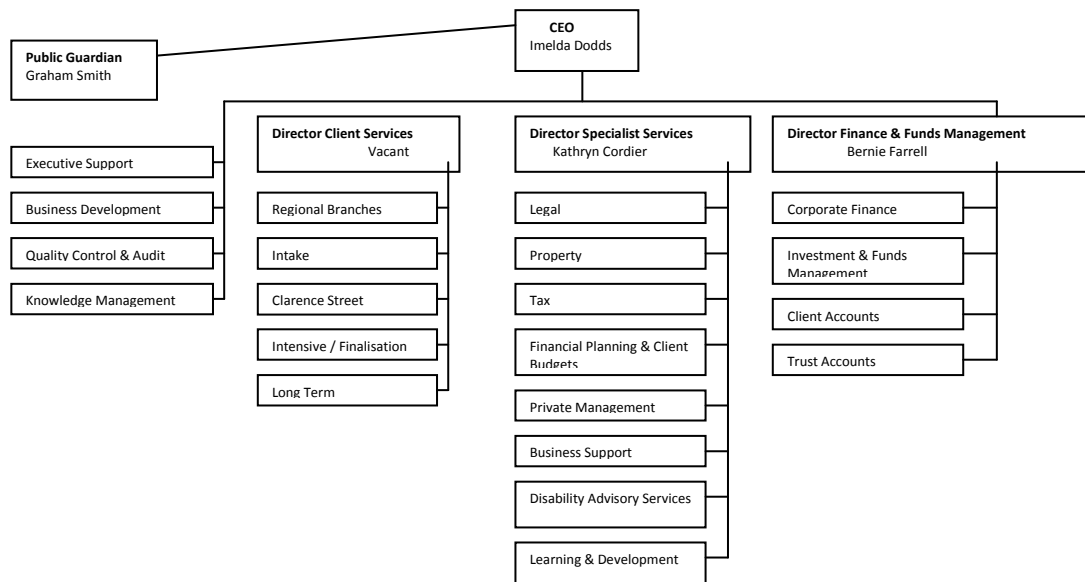 CEO
Imelda Dodds
Public Guardian
Graham Smith
Executive Support
Business Development
Quality Control & Audit
Knowledge Management
Director Client Services
Vacant
Regional Branches
Intake
Clarence Street
Intensive / Finalisation
Long Term
Director Specialist Services
Kathryn Cordier
Legal
Property
Tax
Financial Planning & Client
Budgets
Private Management
Business Support
Disability Advisory Services
Learning & Development
Director Finance & Funds Management
Bernie Farrell
Corporate Finance
Investment & Funds
Management
Client Accounts
Trust Accounts